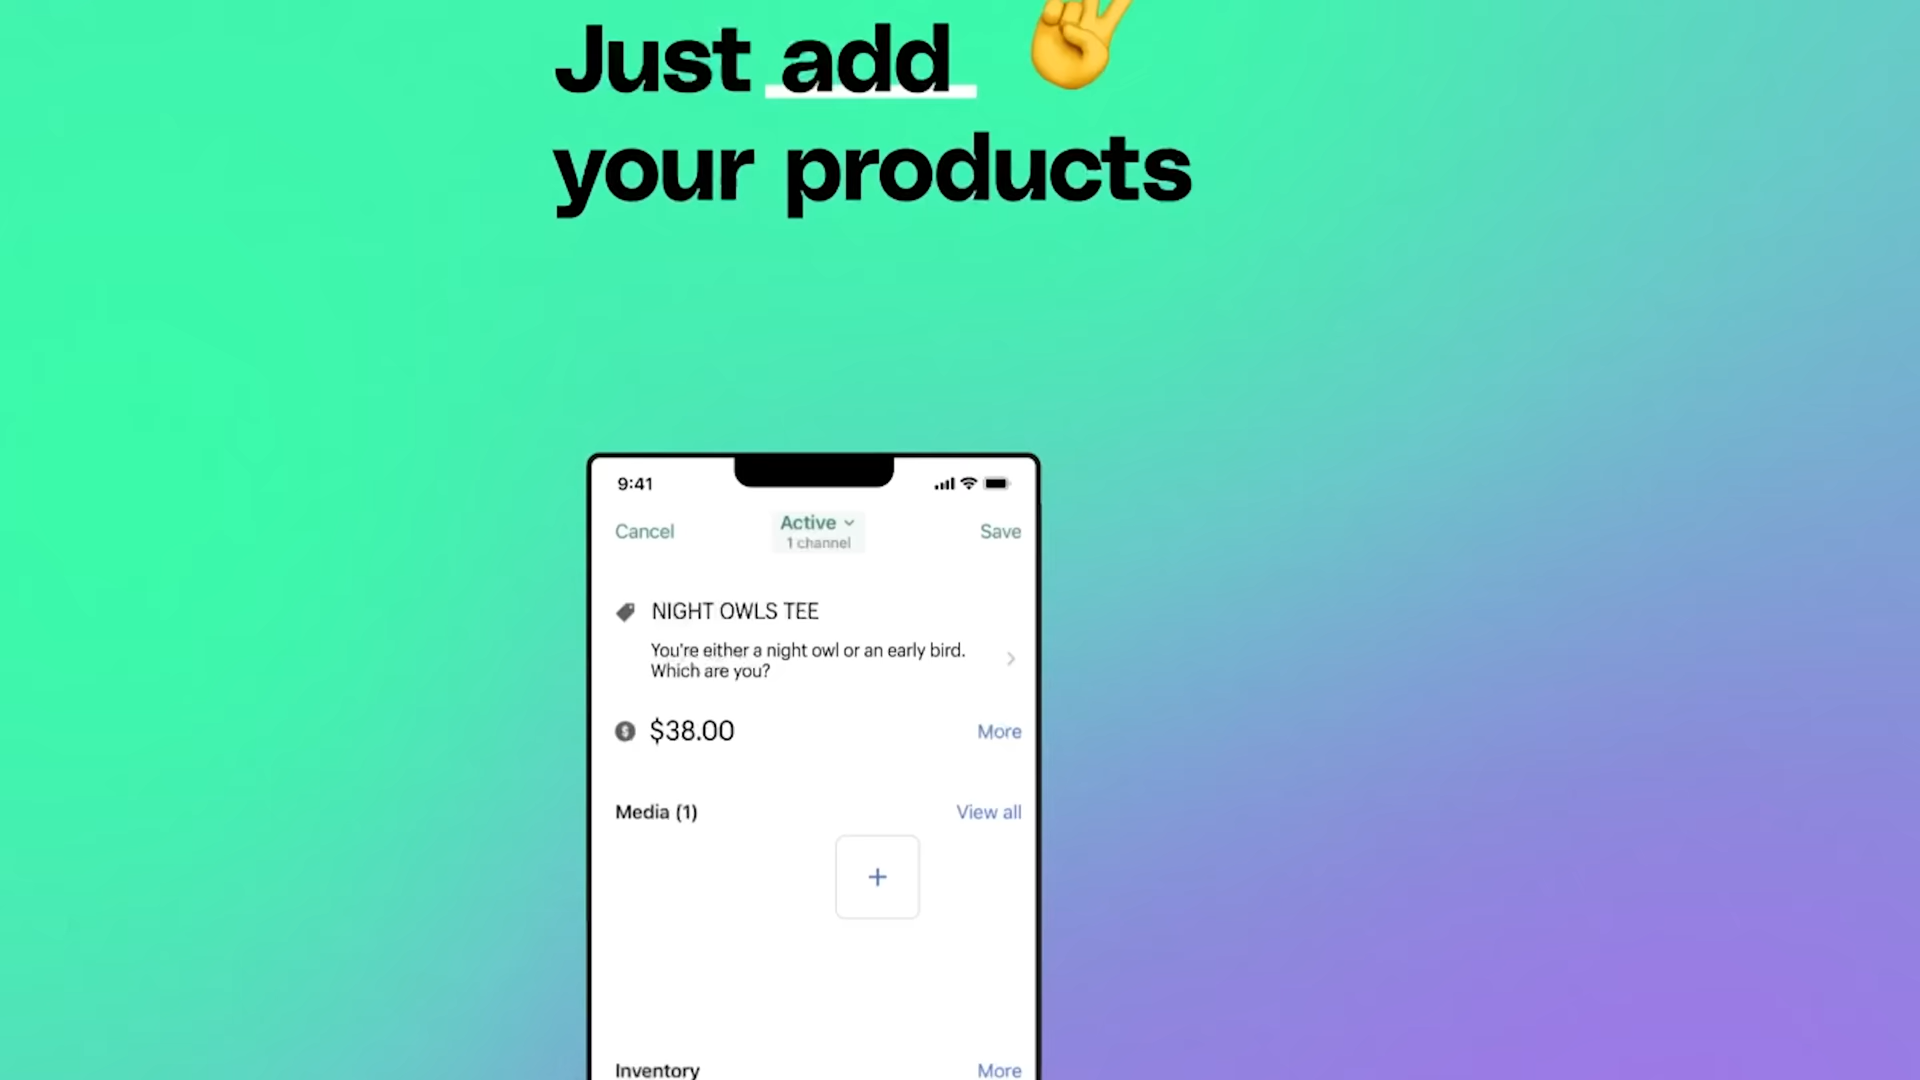 Just add
your products
9:41
Cancel
Active
1 channel
Save
NIGHT OWLS TEE
You're either a night owl or an early bird.
Which are you?
$38.00
More
Media (1)
View all
+
Inventory
More